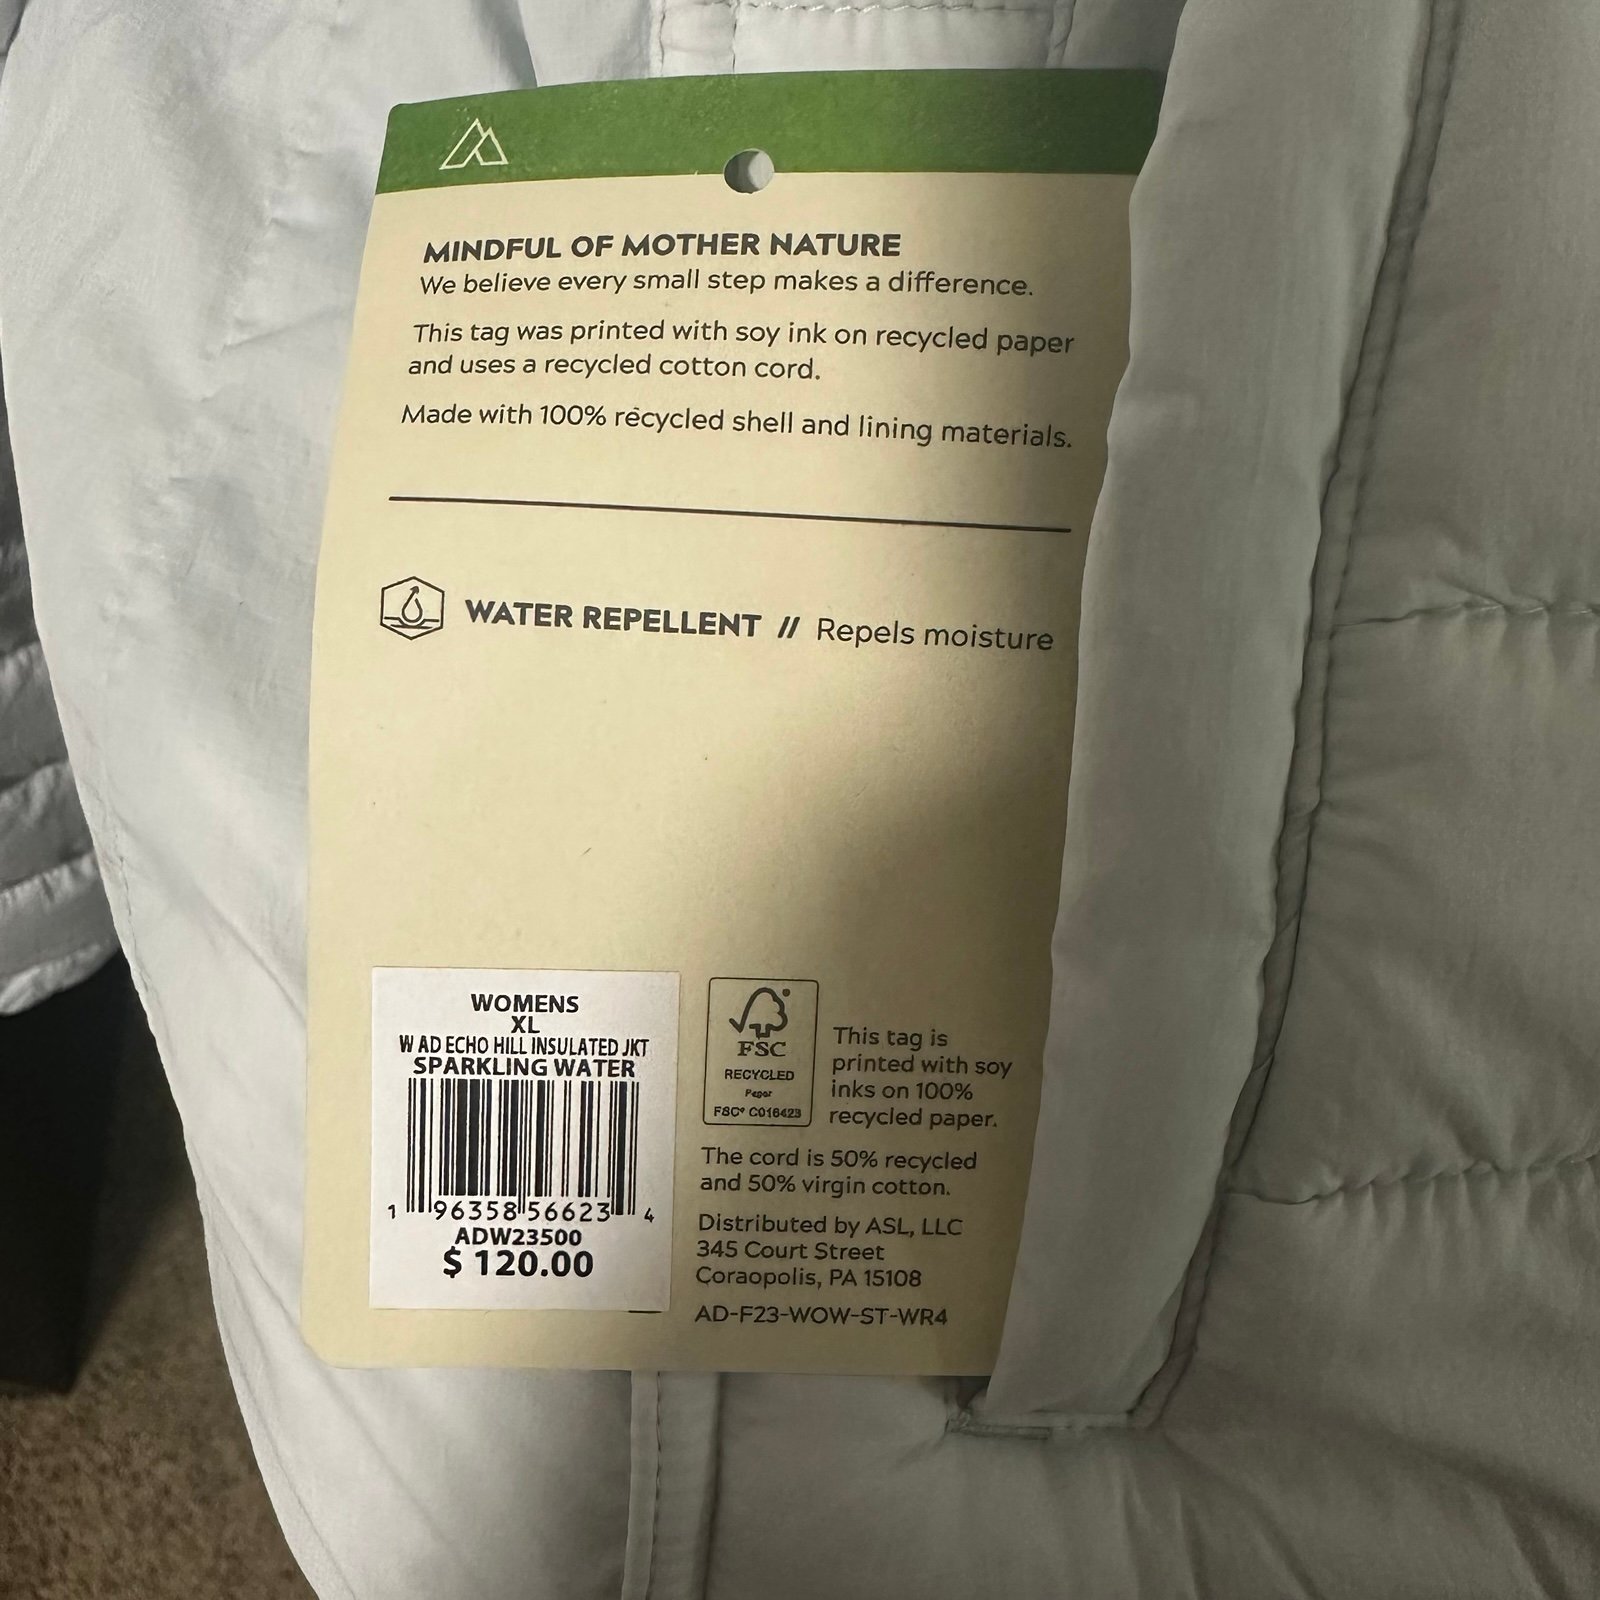 MINDFUL OF MOTHER NATURE
We believe every small step makes a difference.
This tag was printed with soy ink on recycled paper
and uses a recycled cotton cord.
Made with 100% recycled shell and lining materials.
WATER REPELLENT // Repels moisture
WOMENS
XL
W AD ECHO HILL INSULATED JKT
SPARKLING WATER
1 96358 56623 4
ADW23500
$ 120.00
FSC
RECYCLED
Paper
FSC® C016423
This tag is
printed with soy
inks on 100%
recycled paper.
The cord is 50% recycled
and 50% virgin cotton.
Distributed by ASL, LLC
345 Court Street
Coraopolis, PA 15108
AD-F23-WOW-ST-WR4